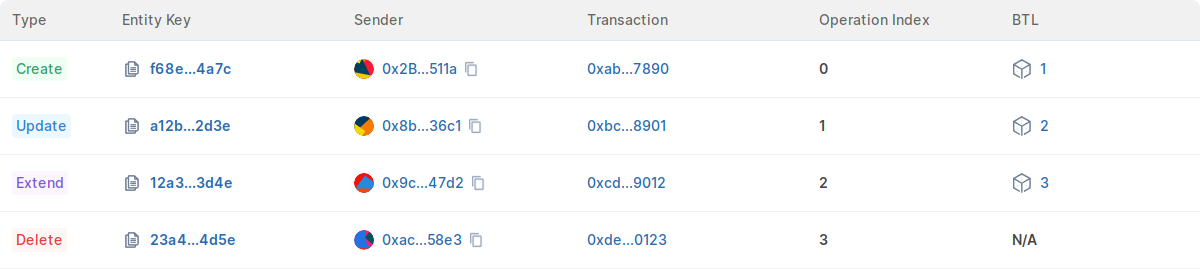 Type Entity Key Sender Transaction Operation Index BTL
Create f68e...4a7c 0x2B...511a 0xab...7890 0 1
Update a12b...2d3e 0x8b...36c1 0xbc...8901 1 2
Extend 12a3...3d4e 0x9c...47d2 0xcd...9012 2 3
Delete 23a4...4d5e 0xac...58e3 0xde...0123 3 N/A